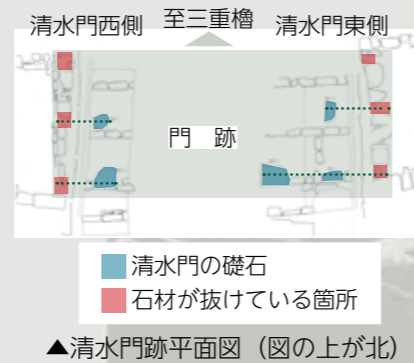 清水門西側 至三重櫓 清水門東側
門 跡
清水門の礎石
石材が抜けている箇所
▲清水門跡平面図(図の上が北)